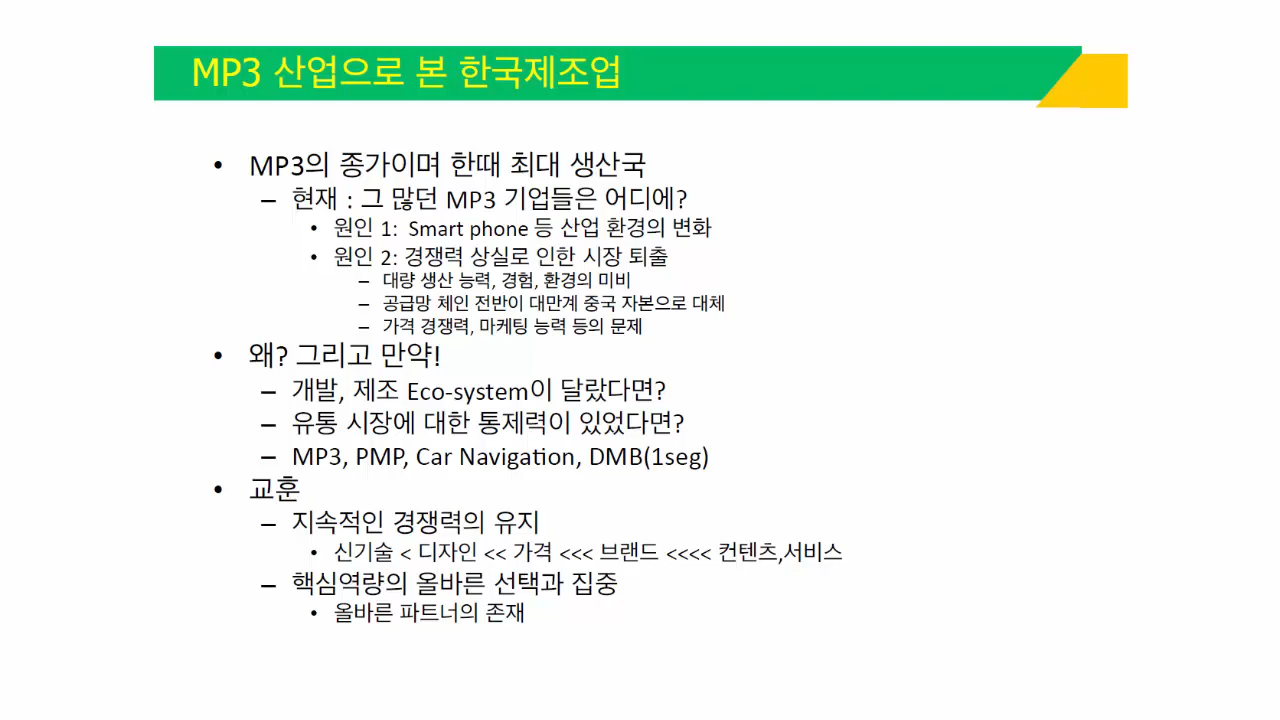 MP3 산업으로 본 한국제조업
• MP3의 종가이며 한때 최대 생산국
– 현재 : 그 많던 MP3 기업들은 어디에?
• 원인 1: Smart phone 등 산업 환경의 변화
• 원인 2: 경쟁력 상실로 인한 시장 퇴출
– 대량 생산 능력, 경험, 환경의 미비
– 공급망 체인 전반이 대만계 중국 자본으로 대체
– 가격 경쟁력, 마케팅 능력 등의 문제
• 왜? 그리고 만약!
– 개발, 제조 Eco-system이 달랐다면?
– 유통 시장에 대한 통제력이 있었다면?
– MP3, PMP, Car Navigation, DMB(1seg)
• 교훈
– 지속적인 경쟁력의 유지
• 신기술 < 디자인 << 가격 <<< 브랜드 <<<< 컨텐츠,서비스
– 핵심역량의 올바른 선택과 집중
• 올바른 파트너의 존재